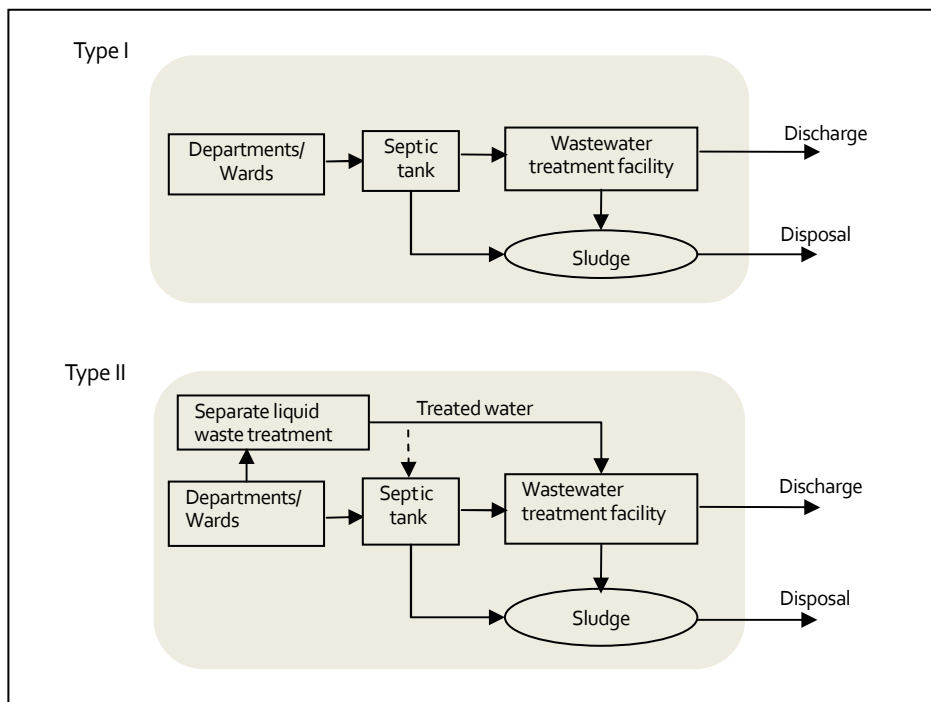 Type I
Departments/
Wards
Septic
tank
Wastewater
treatment facility
Discharge
Sludge
Disposal
Type II
Separate liquid
waste treatment
Treated water
Departments/
Wards
Septic
tank
Wastewater
treatment facility
Discharge
Sludge
Disposal